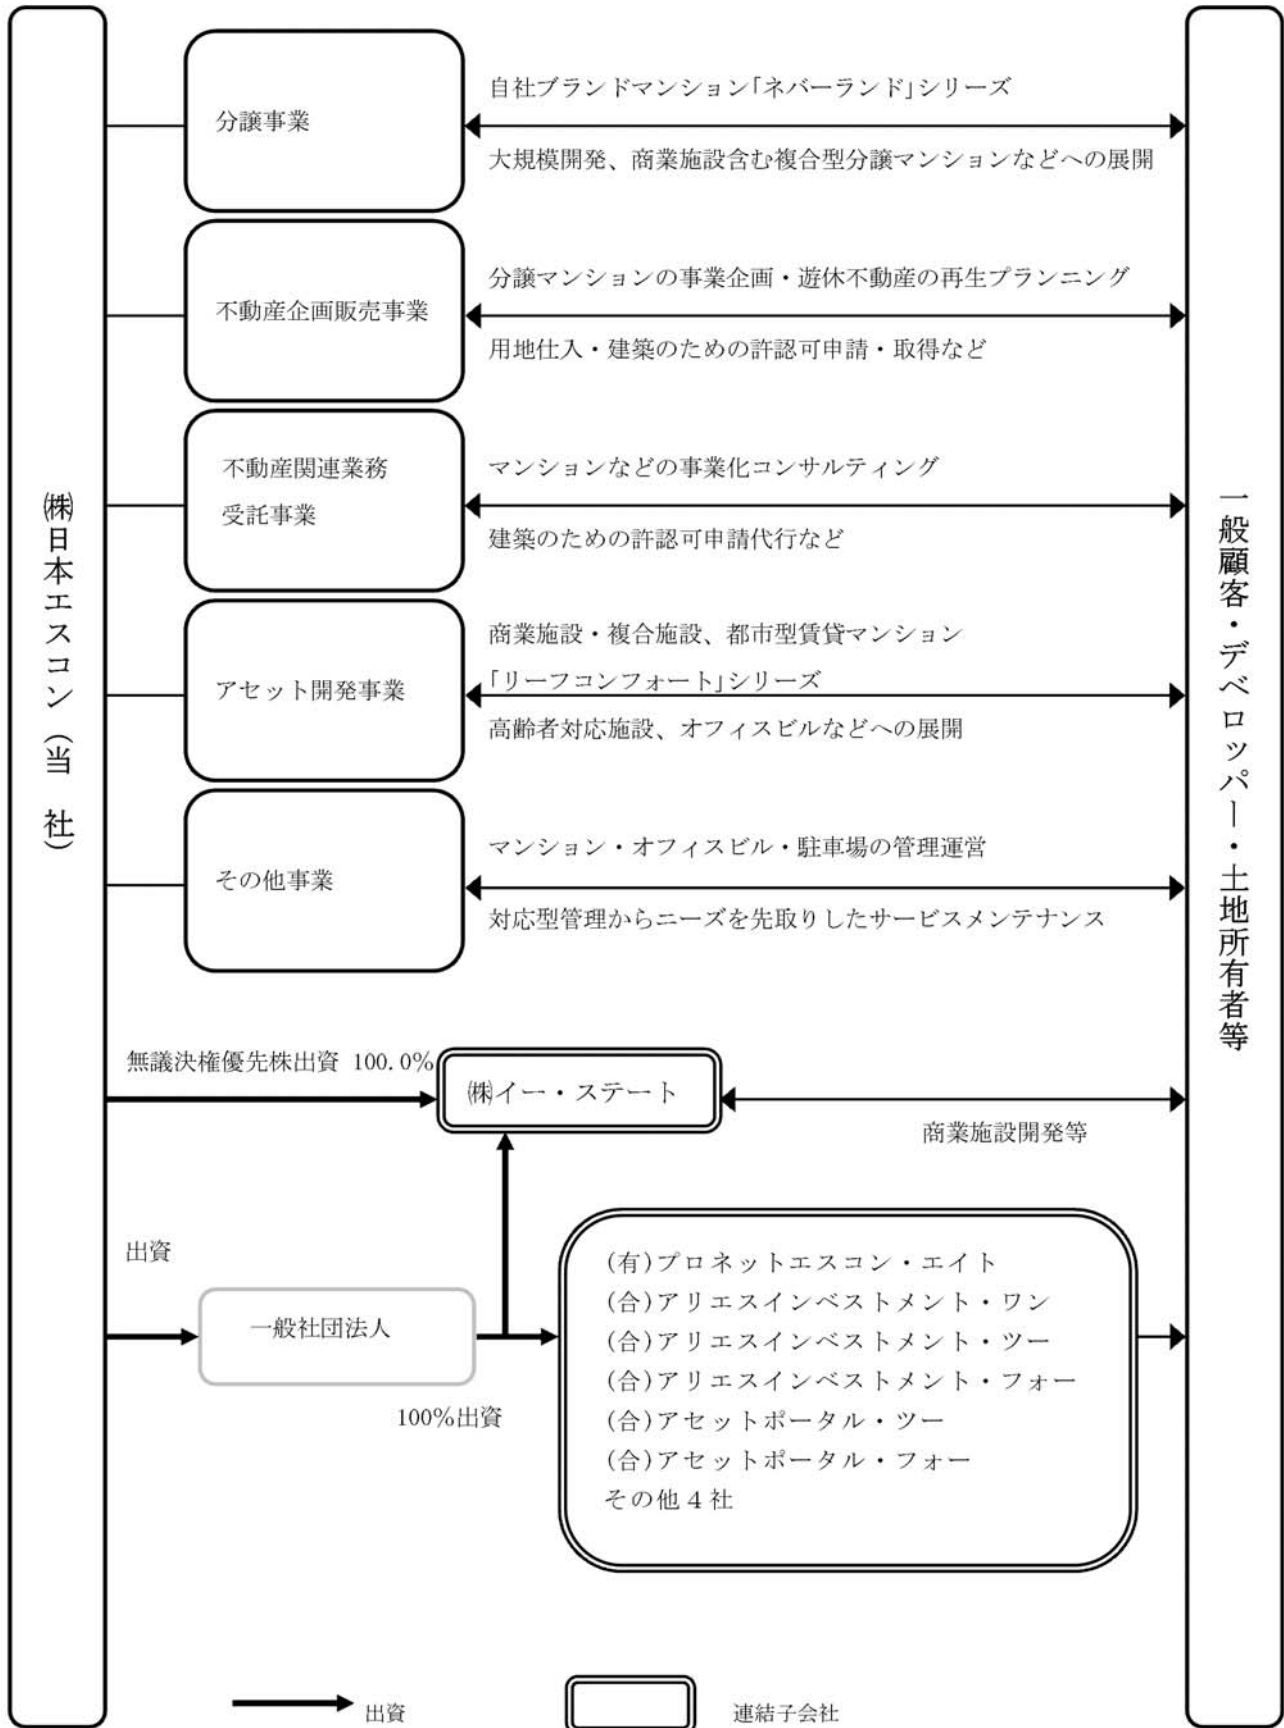 ㈱日本エスコン（当　社）
分譲事業
自社ブランドマンション「ネバーランド」シリーズ
大規模開発、商業施設含む複合型分譲マンションなどへの展開
不動産企画販売事業
分譲マンションの事業企画・遊休不動産の再生プランニング
用地仕入・建築のための許認可申請・取得など
不動産関連業務
受託事業
マンションなどの事業化コンサルティング
建築のための許認可申請代行など
アセット開発事業
商業施設・複合施設、都市型賃貸マンション
「リーフコンフォート」シリーズ
高齢者対応施設、オフィスビルなどへの展開
その他事業
マンション・オフィスビル・駐車場の管理運営
対応型管理からニーズを先取りしたサービスメンテナンス
一般顧客・デベロッパー・土地所有者等
無議決権優先株出資 100.0%
㈱イー・ステート
商業施設開発等
出資
一般社団法人
100%出資
(有)プロネットエスコン・エイト
(合)アリエスインベストメント・ワン
(合)アリエスインベストメント・ツー
(合)アリエスインベストメント・フォー
(合)アセットポータル・ツー
(合)アセットポータル・フォー
その他４社
出資
連結子会社